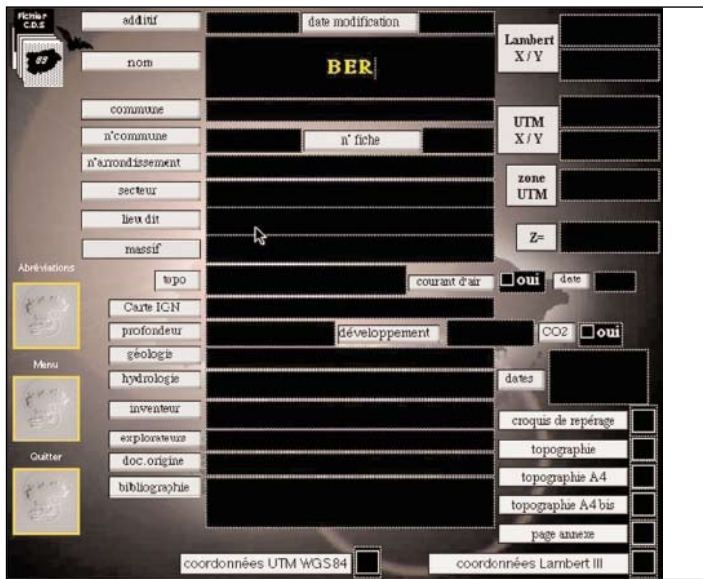 Fichier
C.D.S
83
additif
date modification
Lambert
X / Y
nom
BER
commune
UTM
X / Y
n°commune
n° fiche
n°arrondissement
secteur
zone
UTM
lieu dit
massif
Z=
Abréviations
topo
courant d'air
oui
date
Carte IGN
profondeur
développement
CO2
oui
géologie
Menu
hydrologie
dates
inventeur
croquis de repérage
explorateurs
topographie
Quitter
doc.origine
topographie A4
bibliographie
topographie A4 bis
page annexe
coordonnées UTM WGS84
coordonnées Lambert III